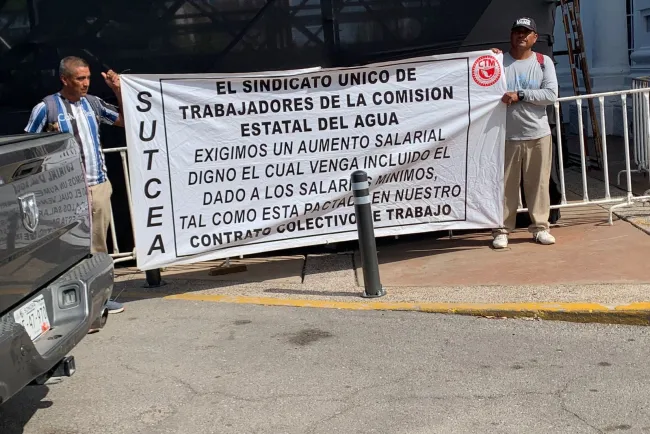 SUTCEA
EL SINDICATO UNICO DE
TRABAJADORES DE LA COMISION
ESTATAL DEL AGUA
EXIGIMOS UN AUMENTO SALARIAL
DIGNO EL CUAL VENGA INCLUIDO EL
DADO A LOS SALARIOS MINIMOS,
TAL COMO ESTA PACTADO EN NUESTRO
CONTRATO COLECTIVO DE TRABAJO
CTM